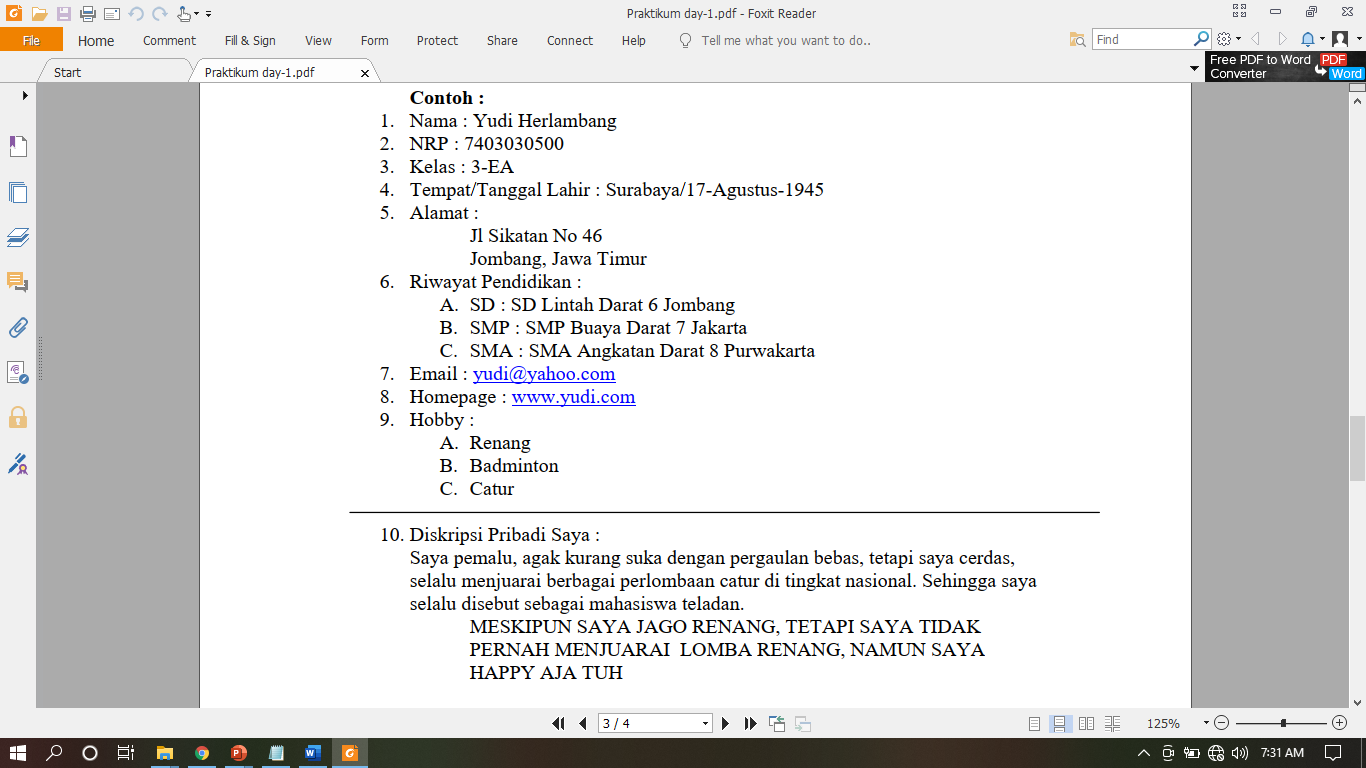 Praktikum day-1.pdf - Foxit Reader
File Home Comment Fill & Sign View Form Protect Share Connect Help Tell me what you want to do.. Find
Start Praktikum day-1.pdf
Free PDF to Word PDF
Converter Word
Contoh :
1. Nama : Yudi Herlambang
2. NRP : 7403030500
3. Kelas : 3-EA
4. Tempat/Tanggal Lahir : Surabaya/17-Agustus-1945
5. Alamat :
Jl Sikatan No 46
Jombang, Jawa Timur
6. Riwayat Pendidikan :
A. SD : SD Lintah Darat 6 Jombang
B. SMP : SMP Buaya Darat 7 Jakarta
C. SMA : SMA Angkatan Darat 8 Purwakarta
7. Email : yudi@yahoo.com
8. Homepage : www.yudi.com
9. Hobby :
A. Renang
B. Badminton
C. Catur
10. Diskripsi Pribadi Saya :
Saya pemalu, agak kurang suka dengan pergaulan bebas, tetapi saya cerdas,
selalu menjuarai berbagai perlombaan catur di tingkat nasional. Sehingga saya
selalu disebut sebagai mahasiswa teladan.
MESKIPUN SAYA JAGO RENANG, TETAPI SAYA TIDAK
PERNAH MENJUARAI  LOMBA RENANG, NAMUN SAYA
HAPPY AJA TUH
3 / 4 125%
7:31 AM